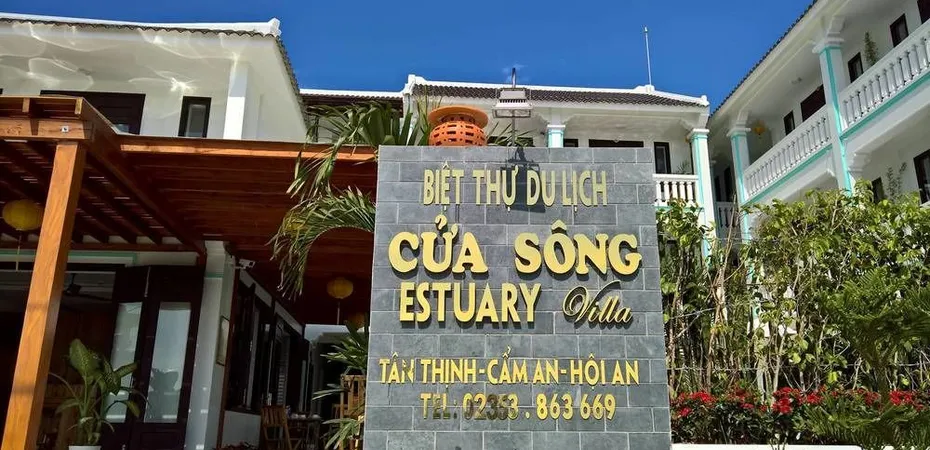 BIỆT THỰ DU LỊCH
CỬA SÔNG
ESTUARY Villa
TÂN THỊNH-CẨM AN-HỘI AN
TEL: 02353.863 669